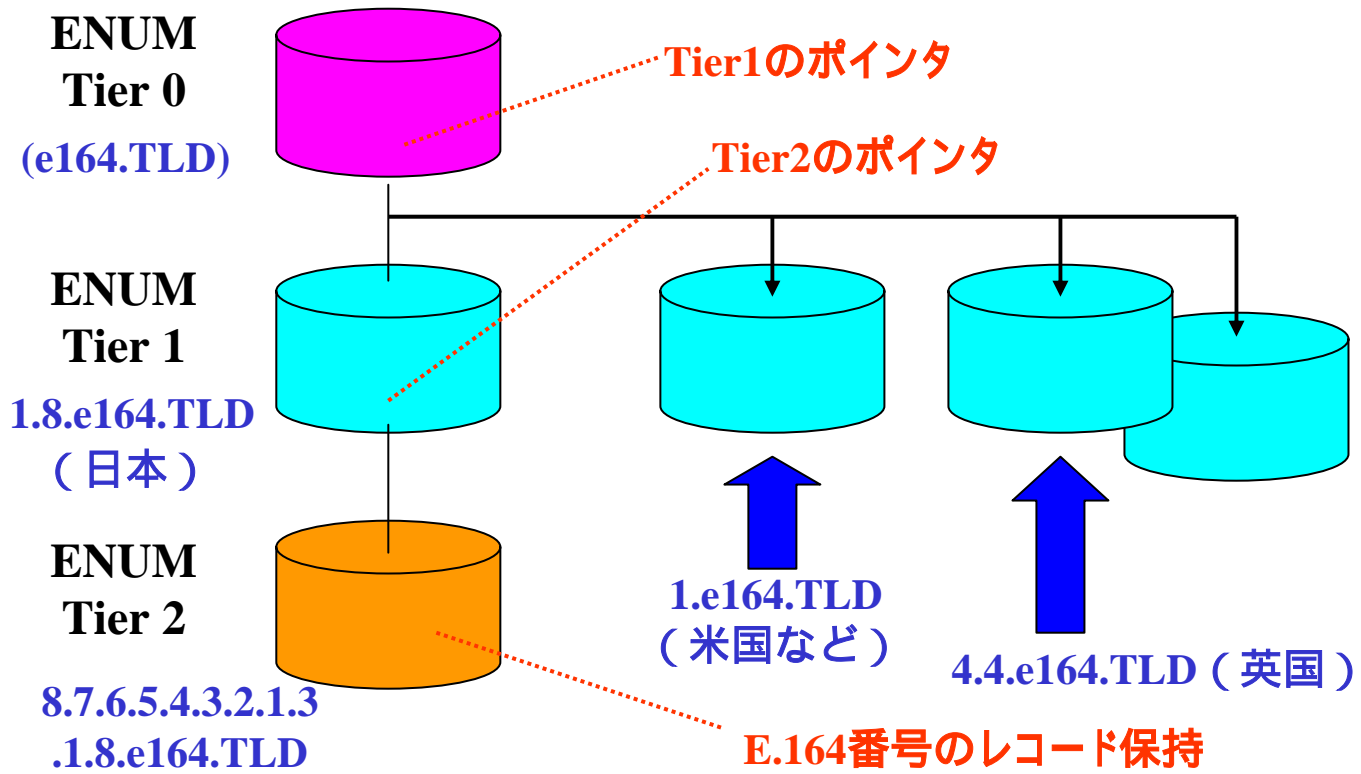 ENUM
Tier 0
(e164.TLD)
Tier1のポインタ
Tier2のポインタ
ENUM
Tier 1
1.8.e164.TLD
（日本）
ENUM
Tier 2
8.7.6.5.4.3.2.1.3
.1.8.e164.TLD
1.e164.TLD
（米国など）
4.4.e164.TLD（英国）
E.164番号のレコード保持